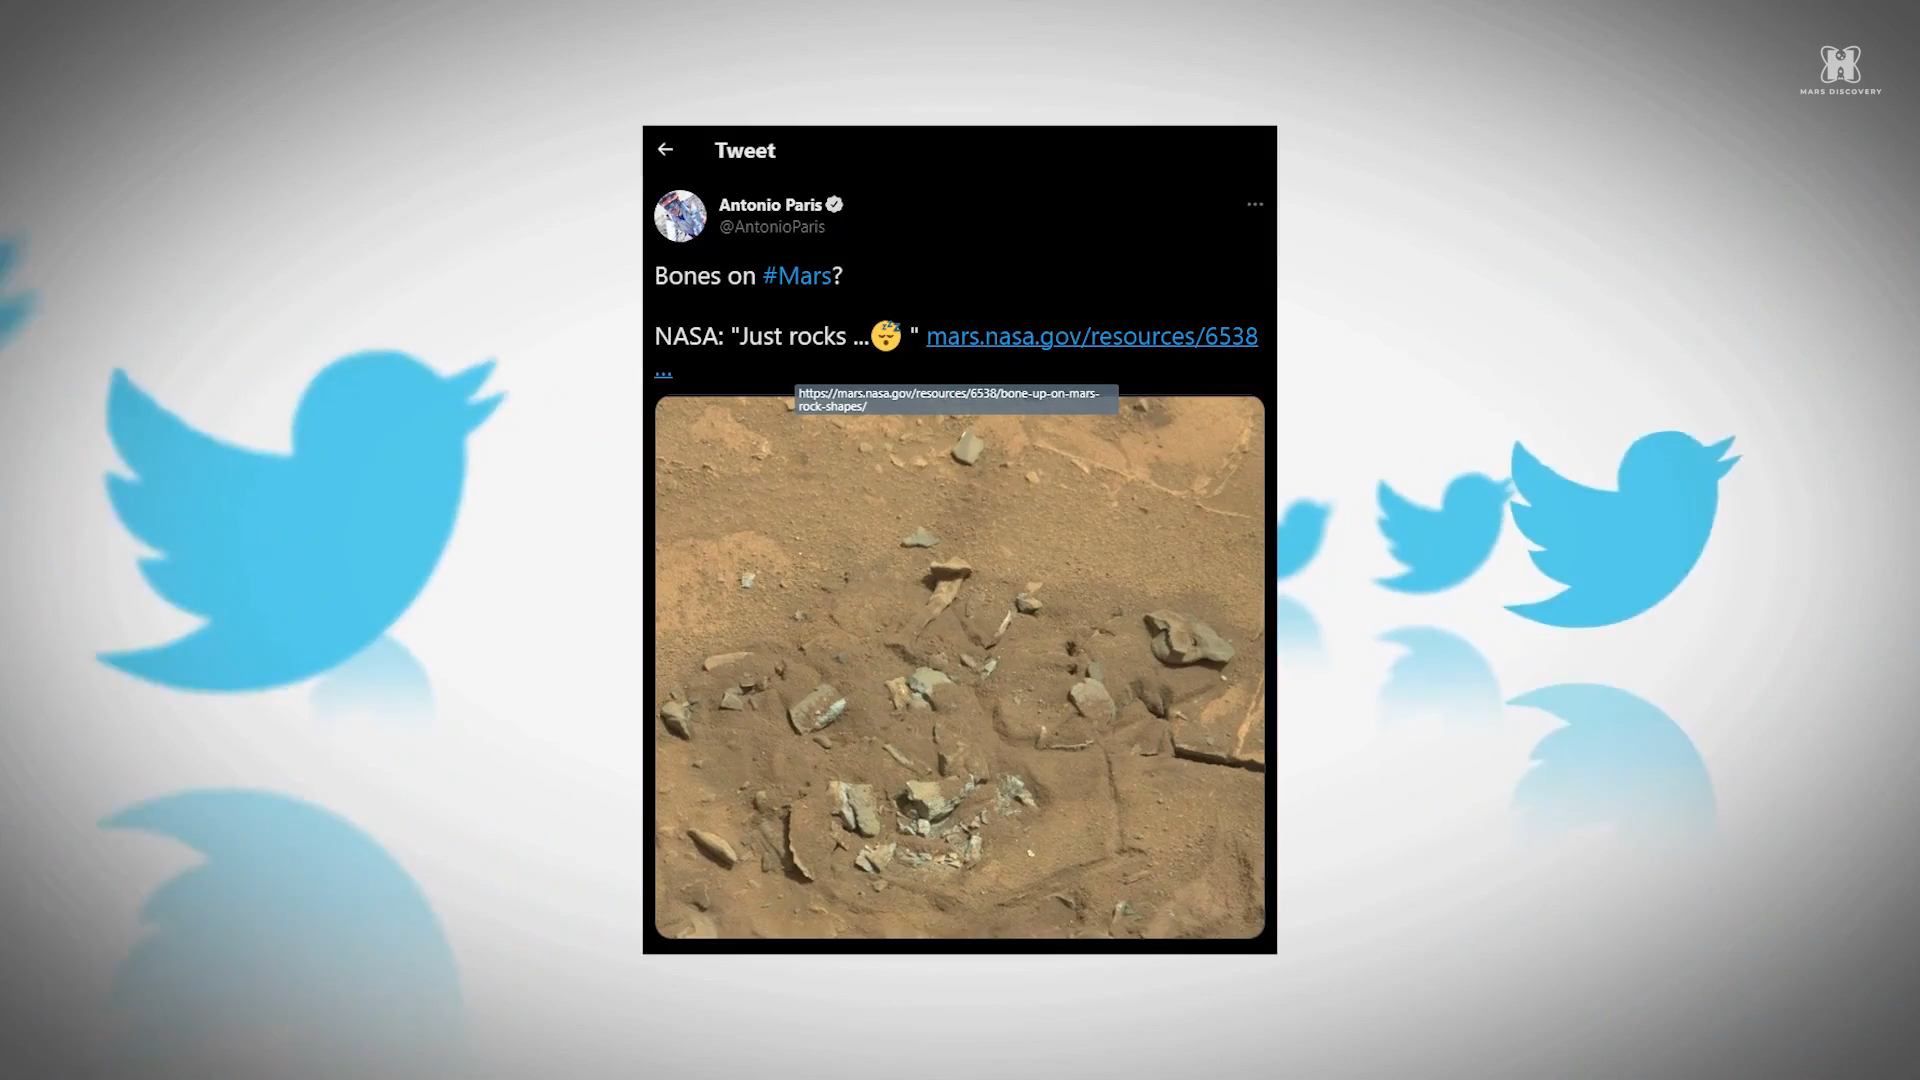 MARS DISCOVERY
Tweet
Antonio Paris
@AntonioParis
Bones on #Mars?
NASA: "Just rocks ...😴 " mars.nasa.gov/resources/6538
...
https://mars.nasa.gov/resources/6538/bone-up-on-mars-
rock-shapes/